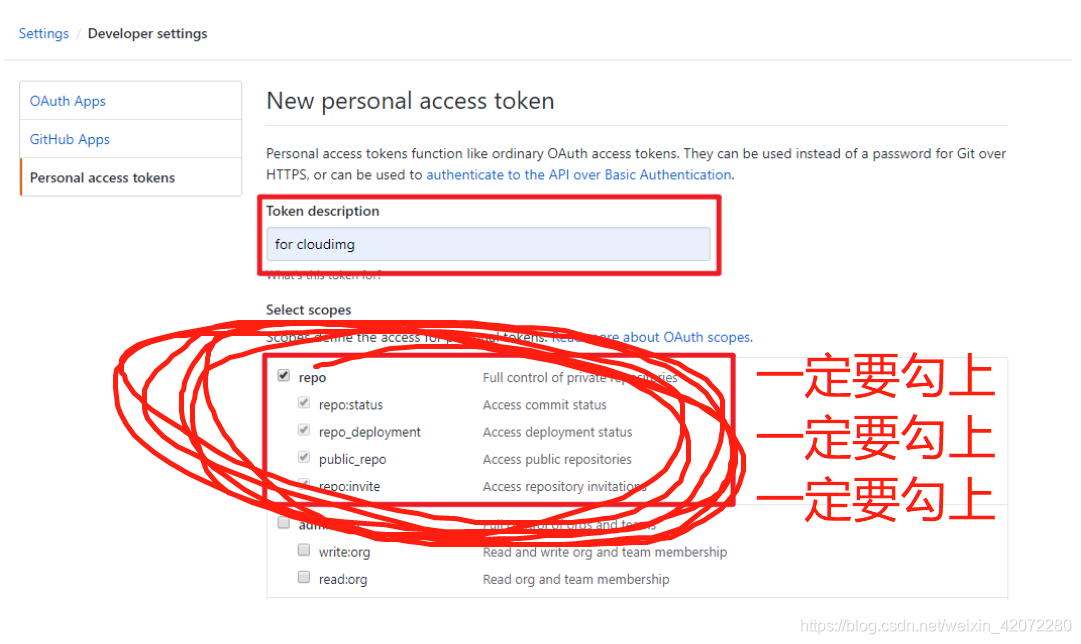 Settings / Developer settings
OAuth Apps
GitHub Apps
Personal access tokens
New personal access token
Personal access tokens function like ordinary OAuth access tokens. They can be used instead of a password for Git over
HTTPS, or can be used to authenticate to the API over Basic Authentication.
Token description
for cloudimg
What's this token for?
Select scopes
Scopes define the access for personal tokens. Read more about OAuth scopes.
repo Full control of private repositories
repo:status Access commit status
repo_deployment Access deployment status
public_repo Access public repositories
repo:invite Access repository invitations
一定要勾上
一定要勾上
一定要勾上
Full control of orgs and teams
write:org Read and write org and team membership
read:org Read org and team membership
https://blog.csdn.net/weixin_42072280